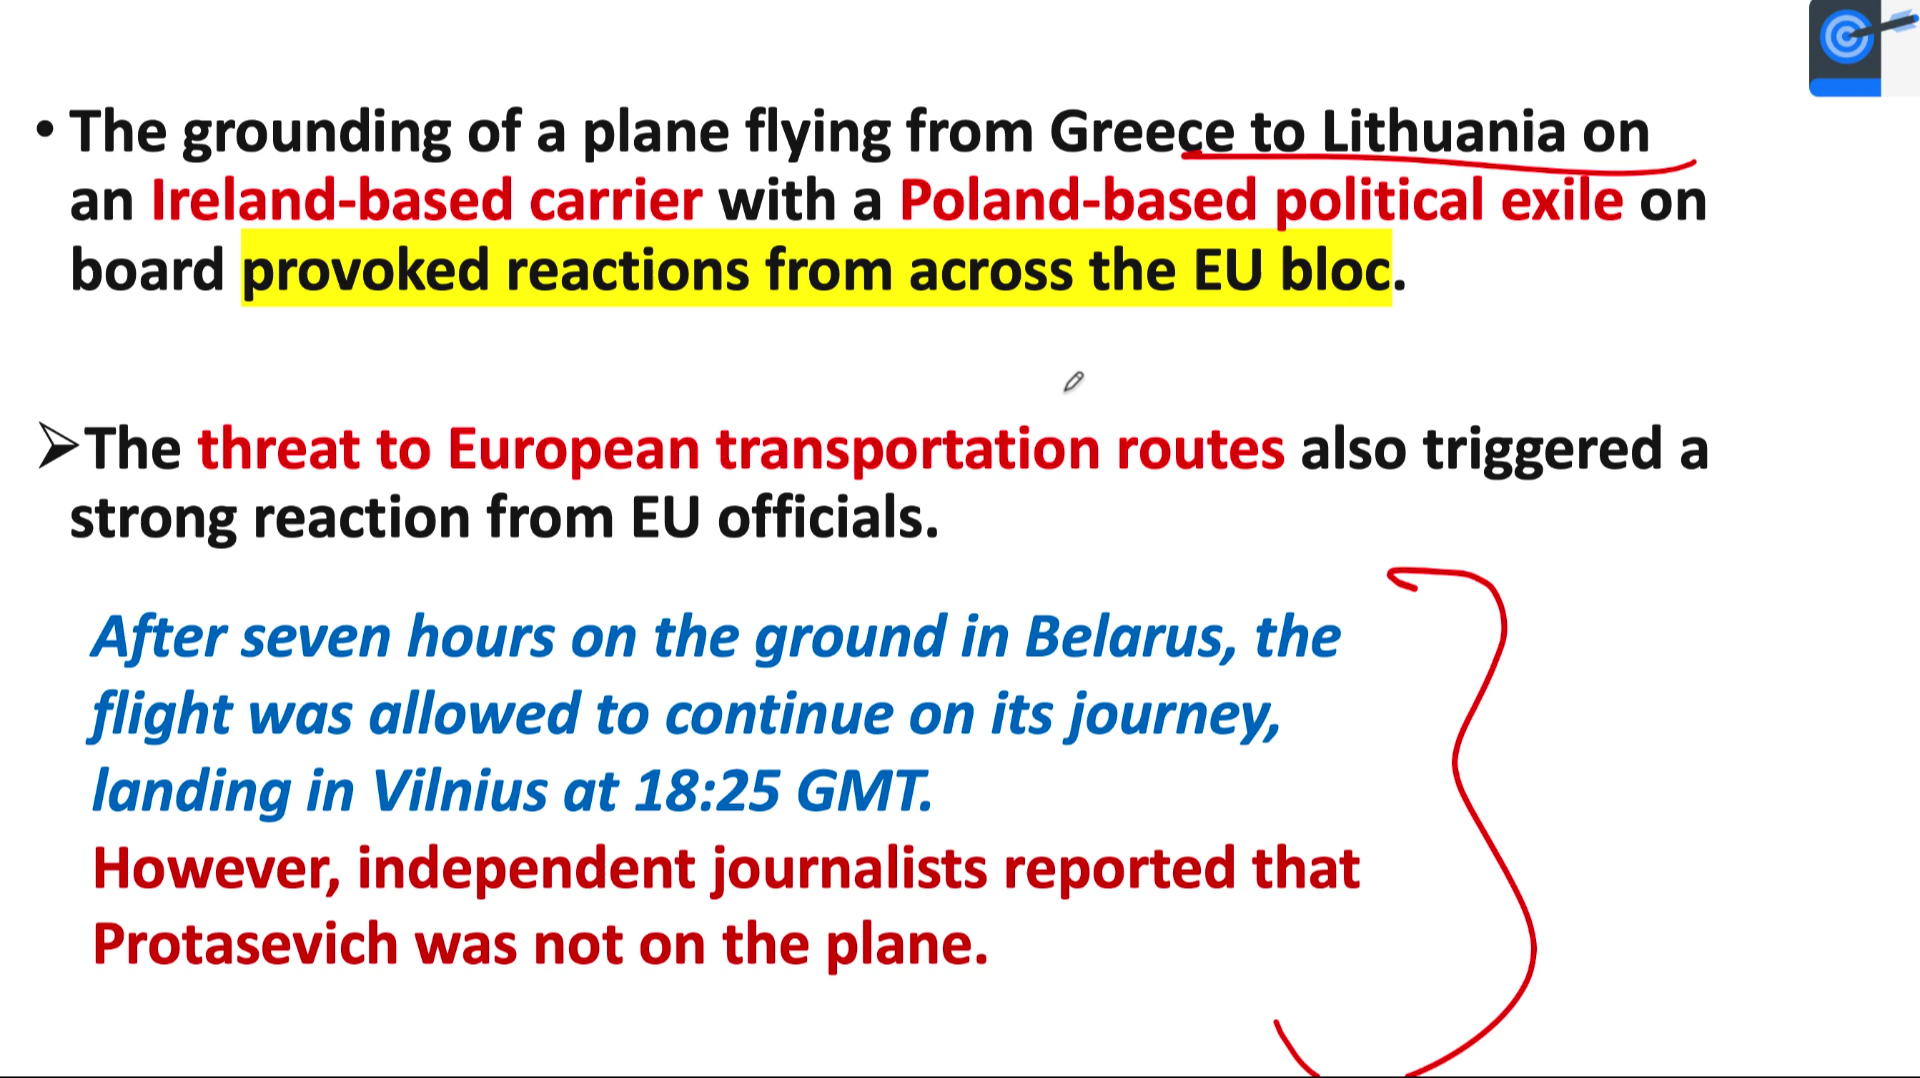 • The grounding of a plane flying from Greece to Lithuania on
an Ireland-based carrier with a Poland-based political exile on
board provoked reactions from across the EU bloc.
➢The threat to European transportation routes also triggered a
strong reaction from EU officials.
After seven hours on the ground in Belarus, the
flight was allowed to continue on its journey,
landing in Vilnius at 18:25 GMT.
However, independent journalists reported that
Protasevich was not on the plane.